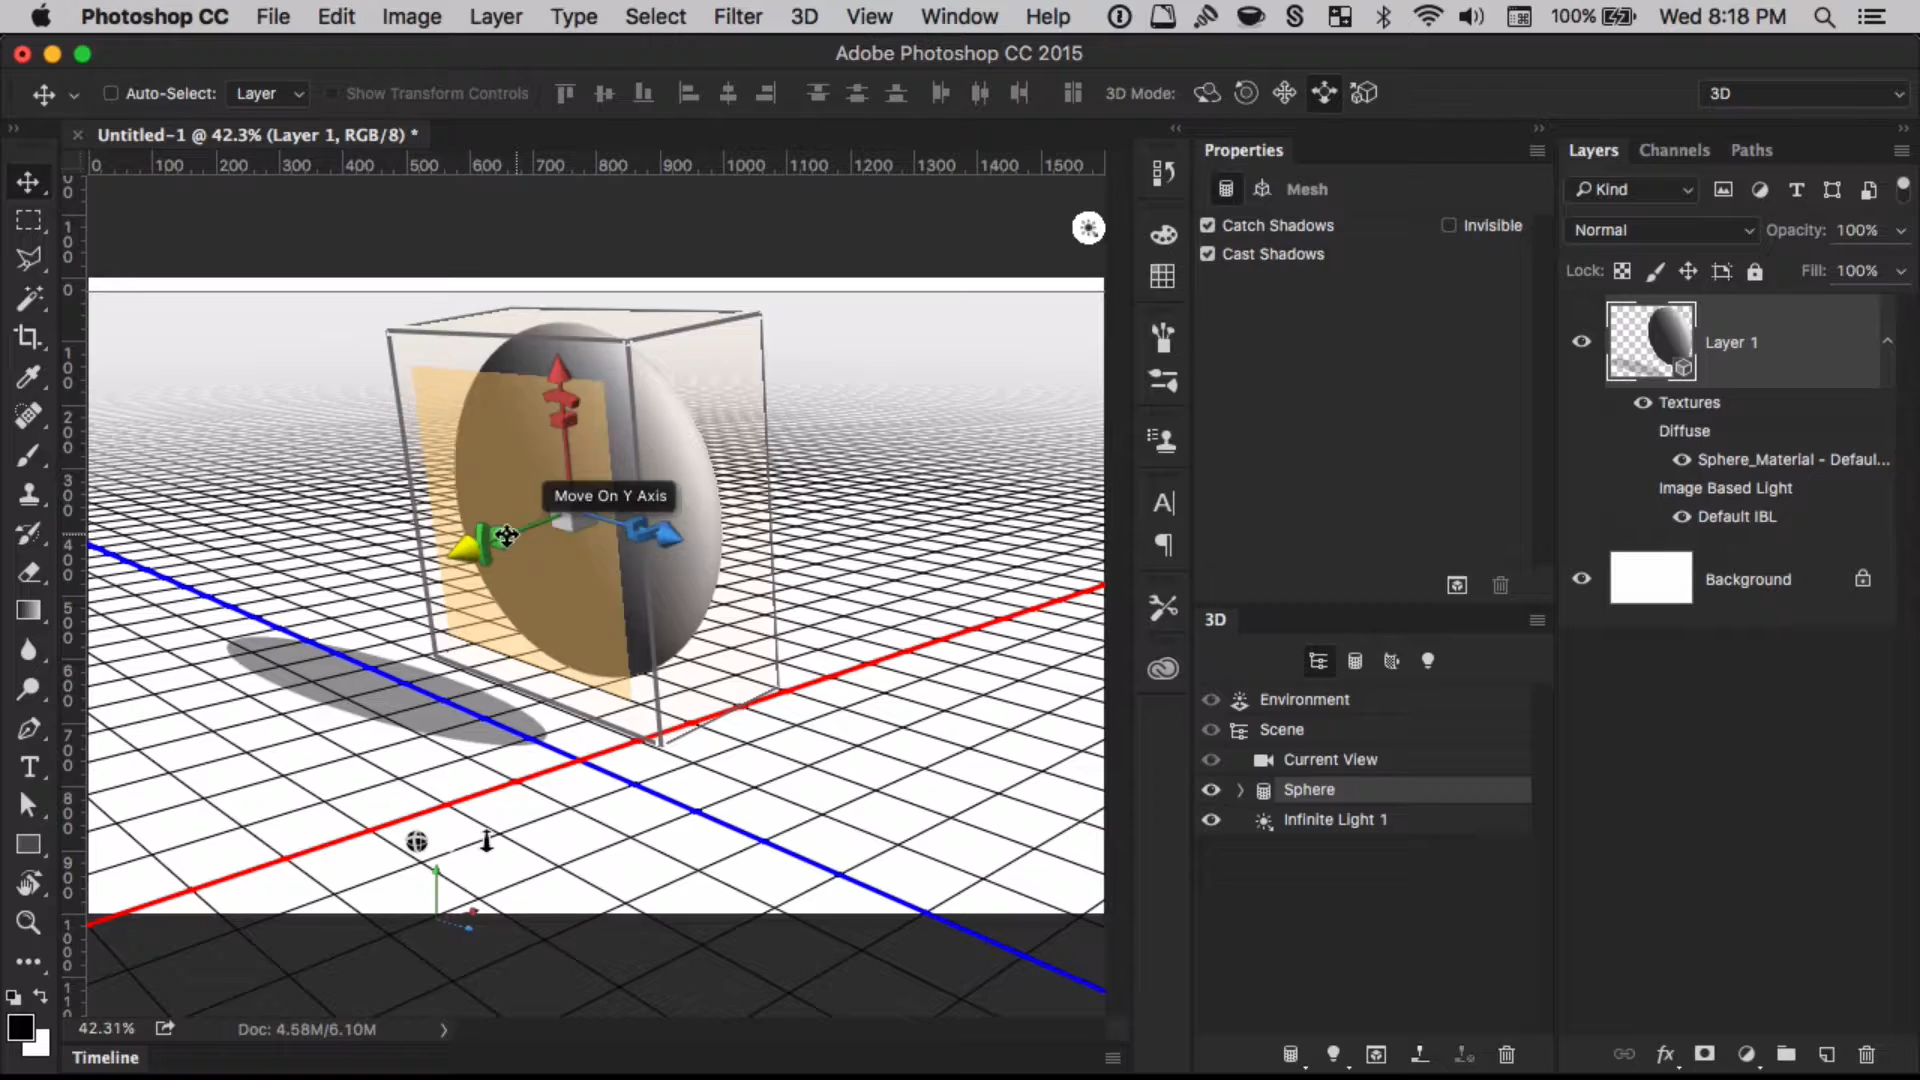 Photoshop CC File Edit Image Layer Type Select Filter 3D View Window Help 100% Wed 8:18 PM
Adobe Photoshop CC 2015
Auto-Select: Layer Show Transform Controls 3D Mode: 3D
× Untitled-1 @ 42.3% (Layer 1, RGB/8) *
0 100 200 300 400 500 600 700 800 900 1000 1100 1200 1300 1400 1500
Move On Y Axis
42.31% Doc: 4.58M/6.10M
Timeline
Properties
Mesh
Catch Shadows Invisible
Cast Shadows
3D
Environment
Scene
Current View
Sphere
Infinite Light 1
Layers Channels Paths
Kind
Normal Opacity: 100%
Lock: Fill: 100%
Layer 1
Textures
Diffuse
Sphere_Material - Defaul...
Image Based Light
Default IBL
Background
fx